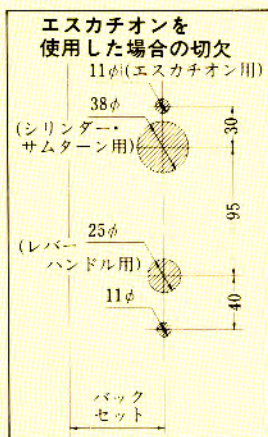 エスカチオンを
使用した場合の切欠
11φ(エスカチオン用)
38φ
(シリンダー・
サムターン用)
30
95
25φ
(レバー
ハンドル用)
11φ
40
バック
セット